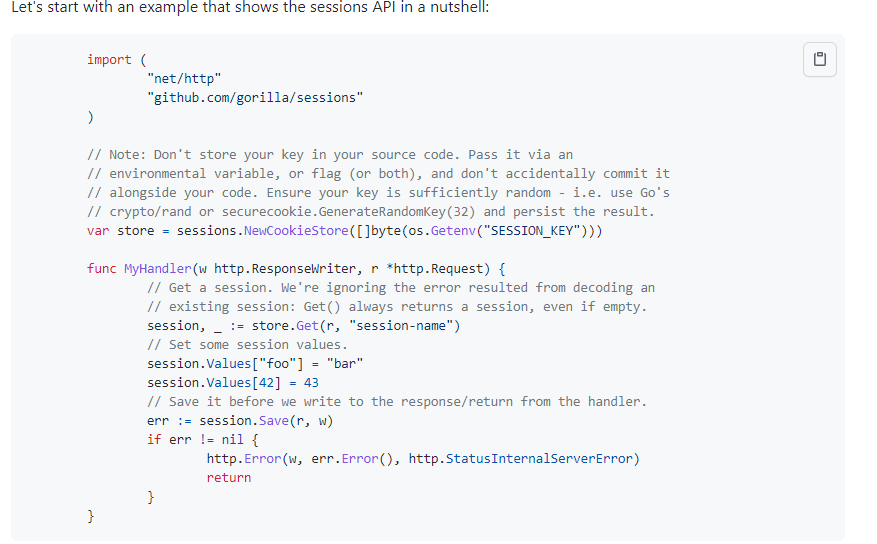 Let's start with an example that shows the sessions API in a nutshell:
import (
        "net/http"
        "github.com/gorilla/sessions"
)
// Note: Don't store your key in your source code. Pass it via an
// environmental variable, or flag (or both), and don't accidentally commit it
// alongside your code. Ensure your key is sufficiently random - i.e. use Go's
// crypto/rand or securecookie.GenerateRandomKey(32) and persist the result.
var store = sessions.NewCookieStore([]byte(os.Getenv("SESSION_KEY")))
func MyHandler(w http.ResponseWriter, r *http.Request) {
        // Get a session. We're ignoring the error resulted from decoding an
        // existing session: Get() always returns a session, even if empty.
        session, _ := store.Get(r, "session-name")
        // Set some session values.
        session.Values["foo"] = "bar"
        session.Values[42] = 43
        // Save it before we write to the response/return from the handler.
        err := session.Save(r, w)
        if err != nil {
                http.Error(w, err.Error(), http.StatusInternalServerError)
                return
        }
}